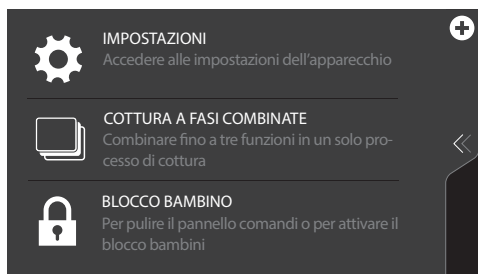 IMPOSTAZIONI
Accedere alle impostazioni dell'apparecchio
COTTURA A FASI COMBINATE
Combinare fino a tre funzioni in un solo pro-
cesso di cottura
BLOCCO BAMBINO
Per pulire il pannello comandi o per attivare il
blocco bambini